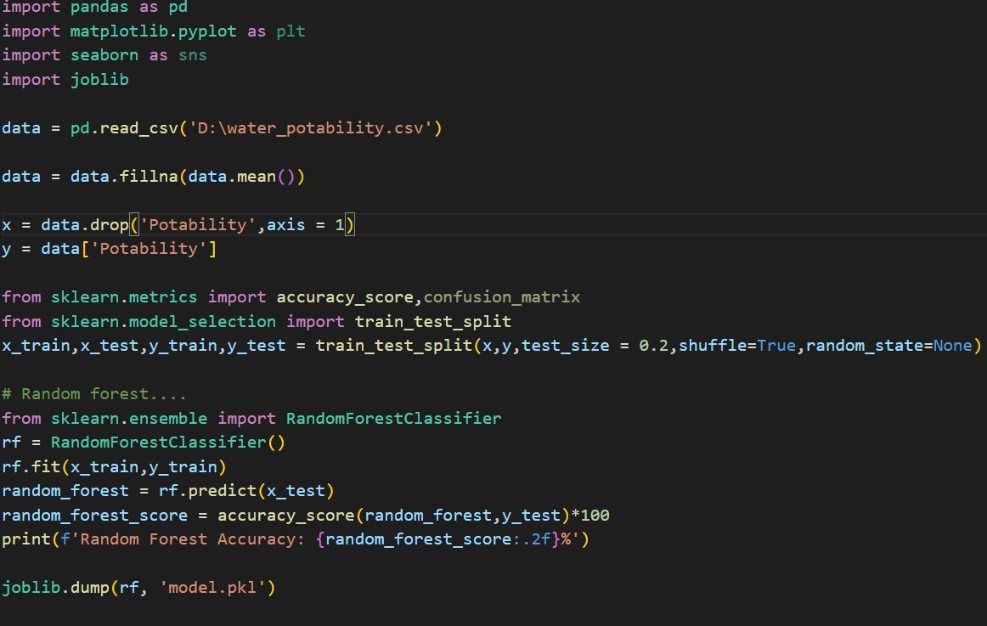 import pandas as pd
import matplotlib.pyplot as plt
import seaborn as sns
import joblib
data = pd.read_csv('D:\water_potability.csv')
data = data.fillna(data.mean())
x = data.drop('Potability',axis = 1)
y = data['Potability']
from sklearn.metrics import accuracy_score,confusion_matrix
from sklearn.model_selection import train_test_split
x_train,x_test,y_train,y_test = train_test_split(x,y,test_size = 0.2,shuffle=True,random_state=None)
# Random forest....
from sklearn.ensemble import RandomForestClassifier
rf = RandomForestClassifier()
rf.fit(x_train,y_train)
random_forest = rf.predict(x_test)
random_forest_score = accuracy_score(random_forest,y_test)*100
print(f'Random Forest Accuracy: {random_forest_score:.2f}%')
joblib.dump(rf, 'model.pkl')